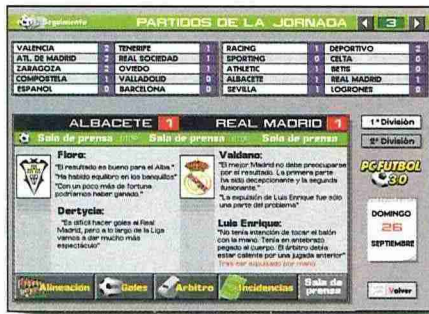 Seguimiento
PARTIDOS DE LA JORNADA 3
VALENCIA 2 TENERIFE 1
ATL. DE MADRID 2 REAL SOCIEDAD 1
ZARAGOZA 2 OVIEDO
COMPOSTELA 1 VALLADOLID 0
ESPAÑOL 0 BARCELONA 0
RACING 1 DEPORTIVO 2
SPORTING 0 CELTA 0
ATHLETIC 1 BETIS 0
ALBACETE 1 REAL MADRID 1
SEVILLA 1 LOGROÑES 0
ALBACETE 1 REAL MADRID 1
Sala de prensa Sala de prensa Sala de prensa
Floro:
"El resultado es bueno para el Alba."
"Ha habido equilibrio en los banquillos"
"Con un poco más de fortuna
podríamos haber ganado."
Dertycia:
"Es difícil hacer goles al Real
Madrid, pero a lo largo de la Liga
vamos a dar mucho más
espectáculo"
Valdano:
"El mejor Madrid no debe preocuparse
por el resultado. La primera parte
ha sido decepcionante y la segunda
ilusionante."
"La expulsión de Luis Enrique fue sólo
una parte del problema"
Luis Enrique:
"No tenía intención de tocar el balón
con la mano. Tenía en antebrazo
pegado al cuerpo. El árbitro debía
estar caliente por una jugada anterior"
Tras ser expulsado por mano.
1ª División
2ª División
PCFUTBOL
3.0
DOMINGO
26
SEPTIEMBRE
Alineación Goles Arbitro Incidencias Sala de
prensa
Volver